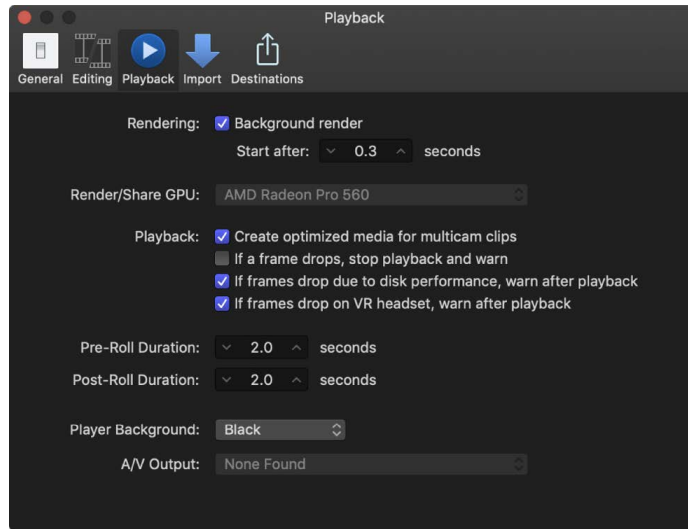 Playback
General Editing Playback Import Destinations
Rendering: Background render
Start after: 0.3 seconds
Render/Share GPU: AMD Radeon Pro 560
Playback: Create optimized media for multicam clips
If a frame drops, stop playback and warn
If frames drop due to disk performance, warn after playback
If frames drop on VR headset, warn after playback
Pre-Roll Duration: 2.0 seconds
Post-Roll Duration: 2.0 seconds
Player Background: Black
A/V Output: None Found